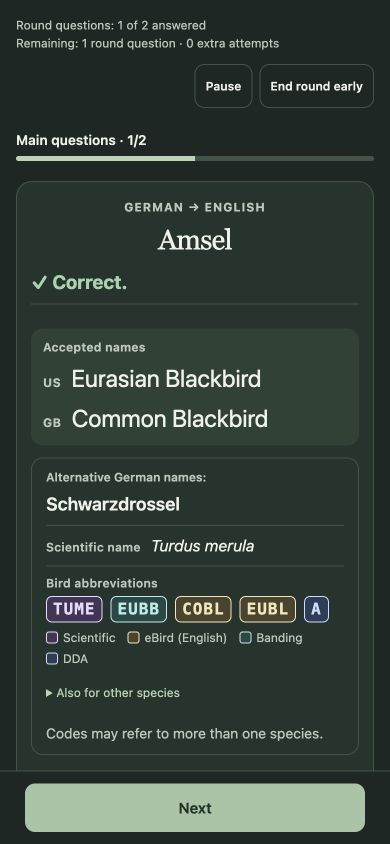 Round questions: 1 of 2 answered
Remaining: 1 round question · 0 extra attempts
Pause
End round early
Main questions · 1/2
GERMAN → ENGLISH
Amsel
✓ Correct.
Accepted names
US Eurasian Blackbird
GB Common Blackbird
Alternative German names:
Schwarzdrossel
Scientific name Turdus merula
Bird abbreviations
TUME EUBB COBL EUBL A
Scientific eBird (English) Banding
DDA
▶ Also for other species
Codes may refer to more than one species.
Next